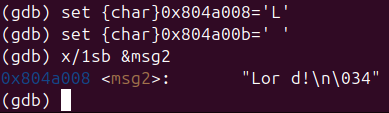 (gdb) set {char}0x804a008='L'
(gdb) set {char}0x804a00b=' '
(gdb) x/1sb &msg2
0x804a008 <msg2>: "Lor d!\n\034"
(gdb)